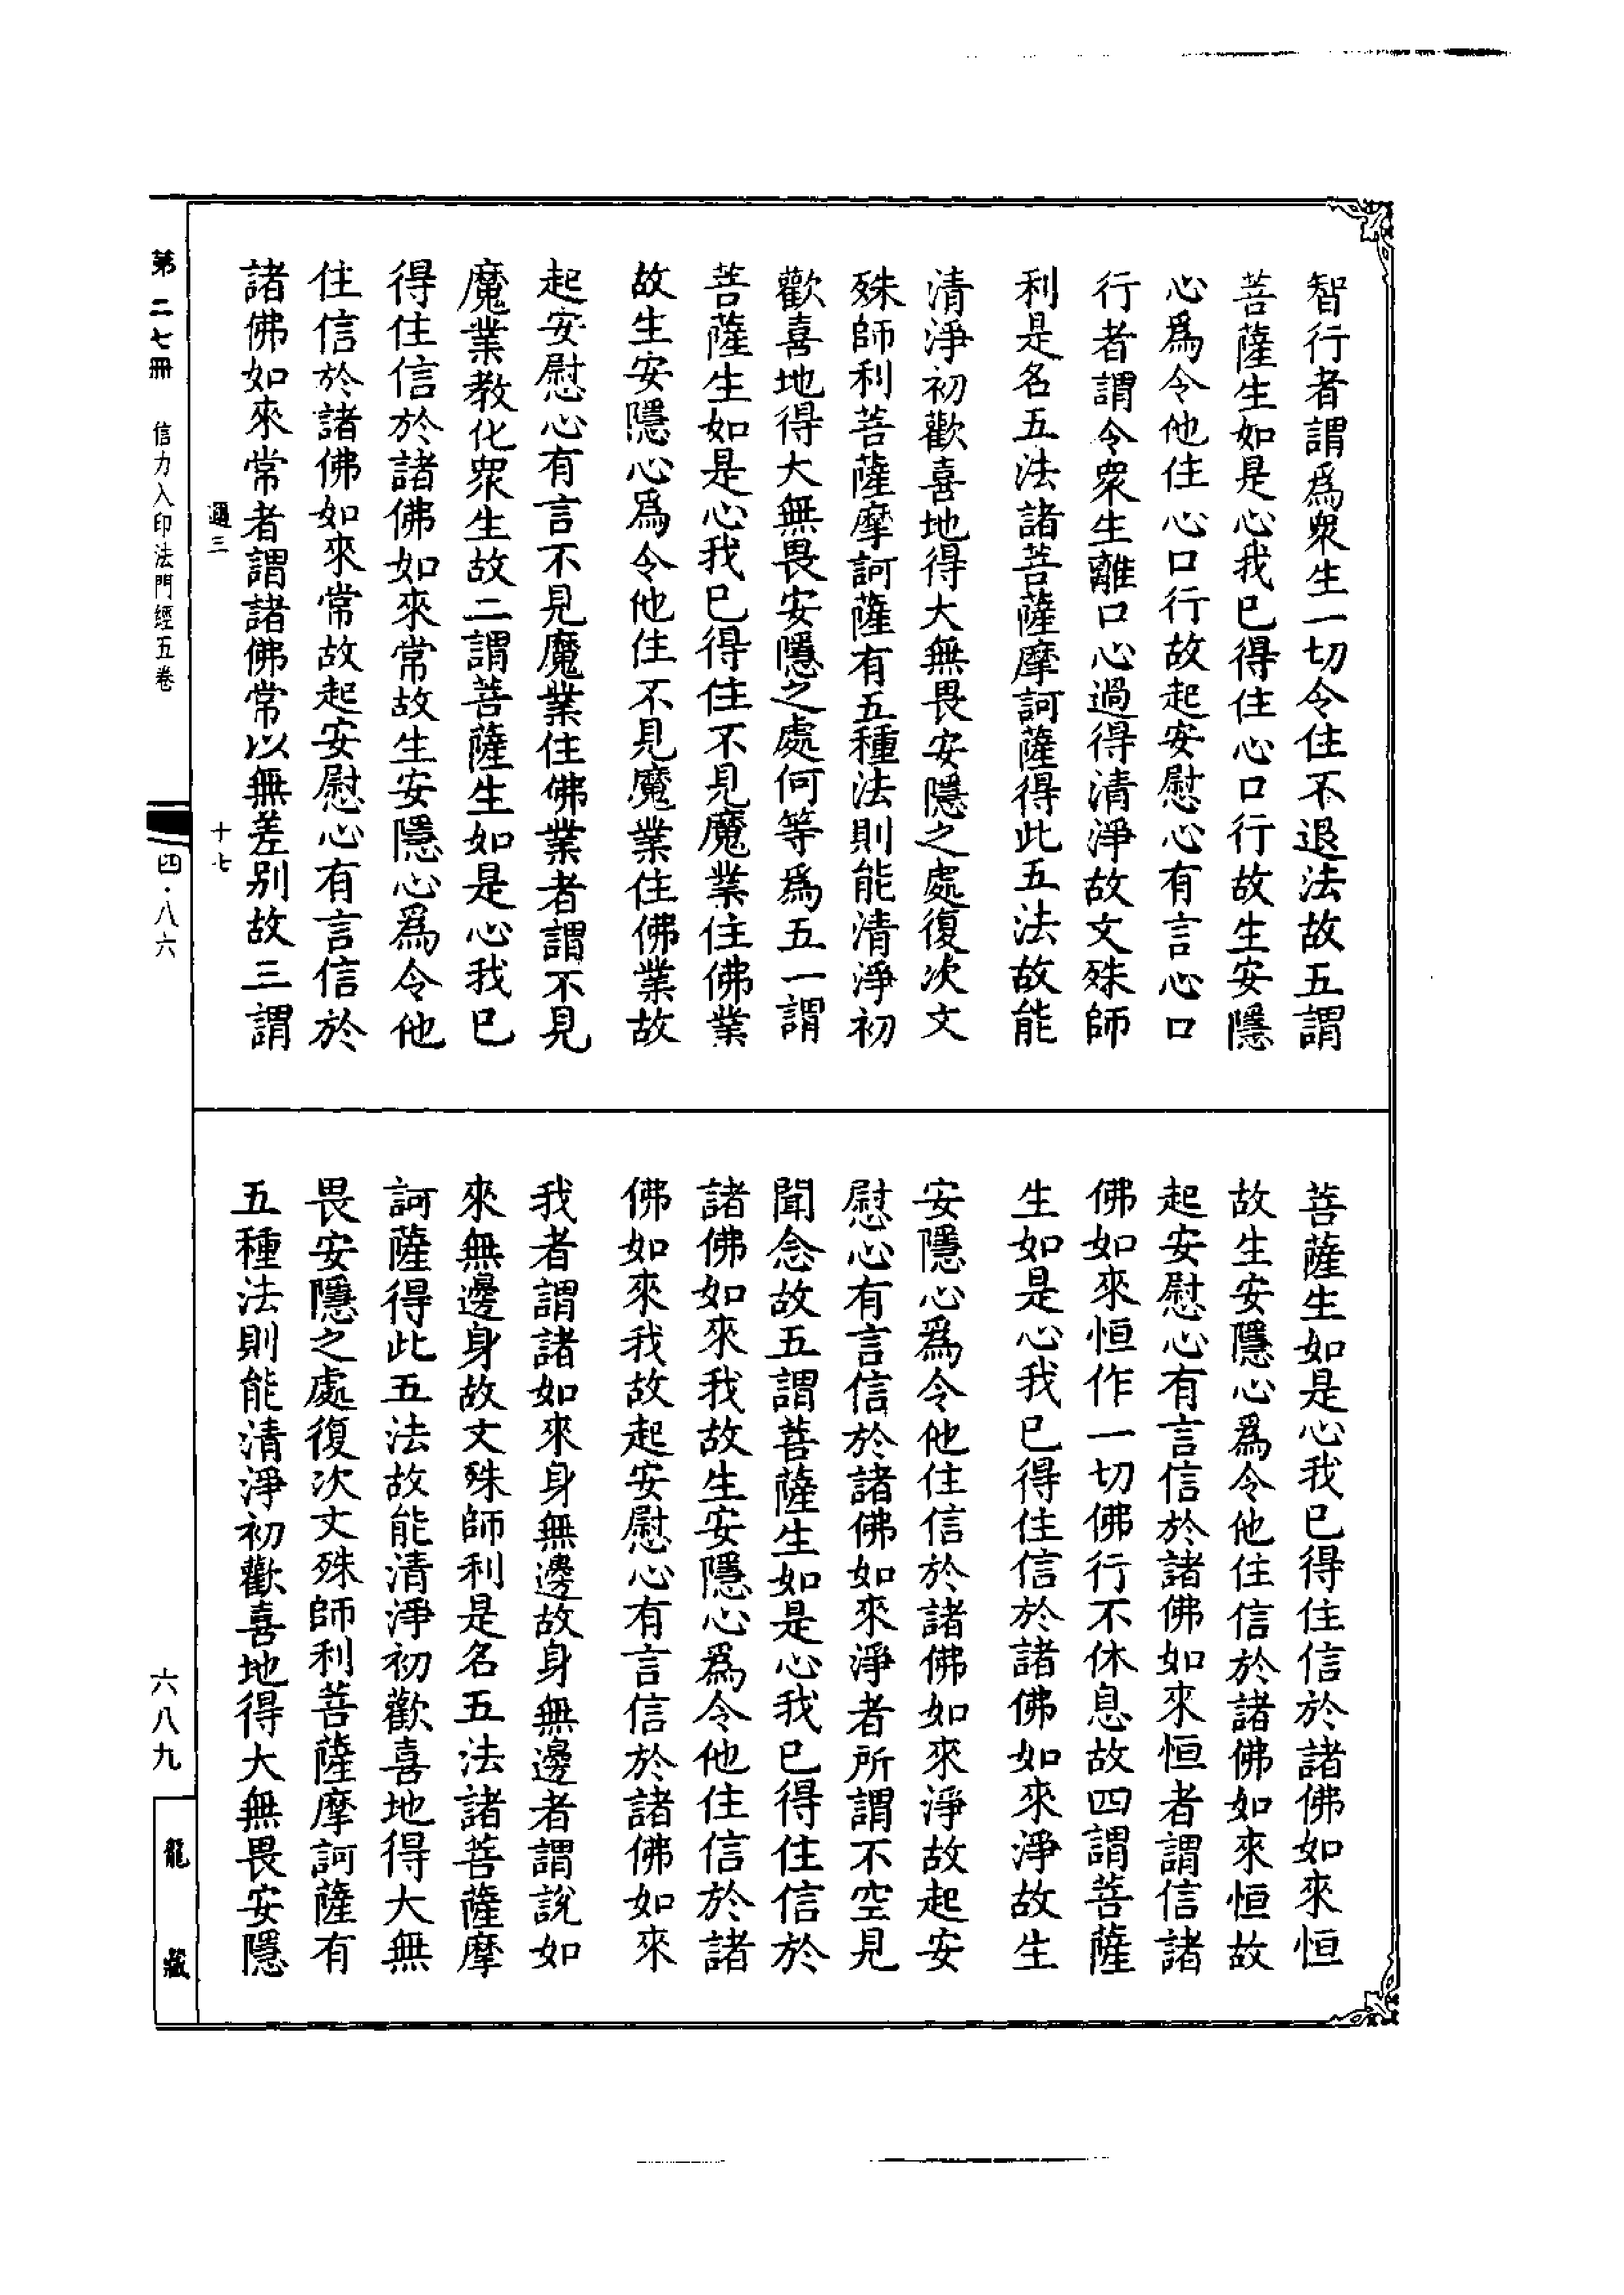 智行者謂爲衆生一切令住不退法故五謂
菩薩生如是心我已得住心口行故生安隱
心爲令他住心口行故起安慰心有言心口
行者謂令衆生離口心過得清淨故文殊師
利是名五法諸菩薩摩訶薩得此五法故能
清淨初歡喜地得大無畏安隱之處復次文
殊師利菩薩摩訶薩有五種法則能清淨初
歡喜地得大無畏安隱之處何等爲五一謂
菩薩生如是心我已得住不見魔業住佛業
故生安隱心爲令他住不見魔業住佛業故
起安慰心有言不見魔業住佛業者謂不見
魔業教化衆生故二謂菩薩生如是心我已
得住信於諸佛如來常故生安隱心爲令他
住信於諸佛如來常故起安慰心有言信於
諸佛如來常者謂諸佛常以無差別故三謂
菩薩生如是心我已得住信於諸佛如來恒
故生安隱心爲令他住信於諸佛如來恒故
起安慰心有言信於諸佛如來恒者謂信諸
佛如來恒作一切佛行不休息故四謂菩薩
生如是心我已得住信於諸佛如來淨故生
安隱心爲令他住信於諸佛如來淨故起安
慰心有言信於諸佛如來淨者所謂不空見
聞念故五謂菩薩生如是心我已得住信於
諸佛如來我故生安隱心爲令他住信於諸
佛如來我故起安慰心有言信於諸佛如來
我者謂諸如來身無邊故身無邊者謂說如
來無邊身故文殊師利是名五法諸菩薩摩
訶薩得此五法故能清淨初歡喜地得大無
畏安隱之處復次文殊師利菩薩摩訶薩有
五種法則能清淨初歡喜地得大無畏安隱
邇三
十七
第二七冊
信力入印法門經五卷
四·八六
六八九
龍藏